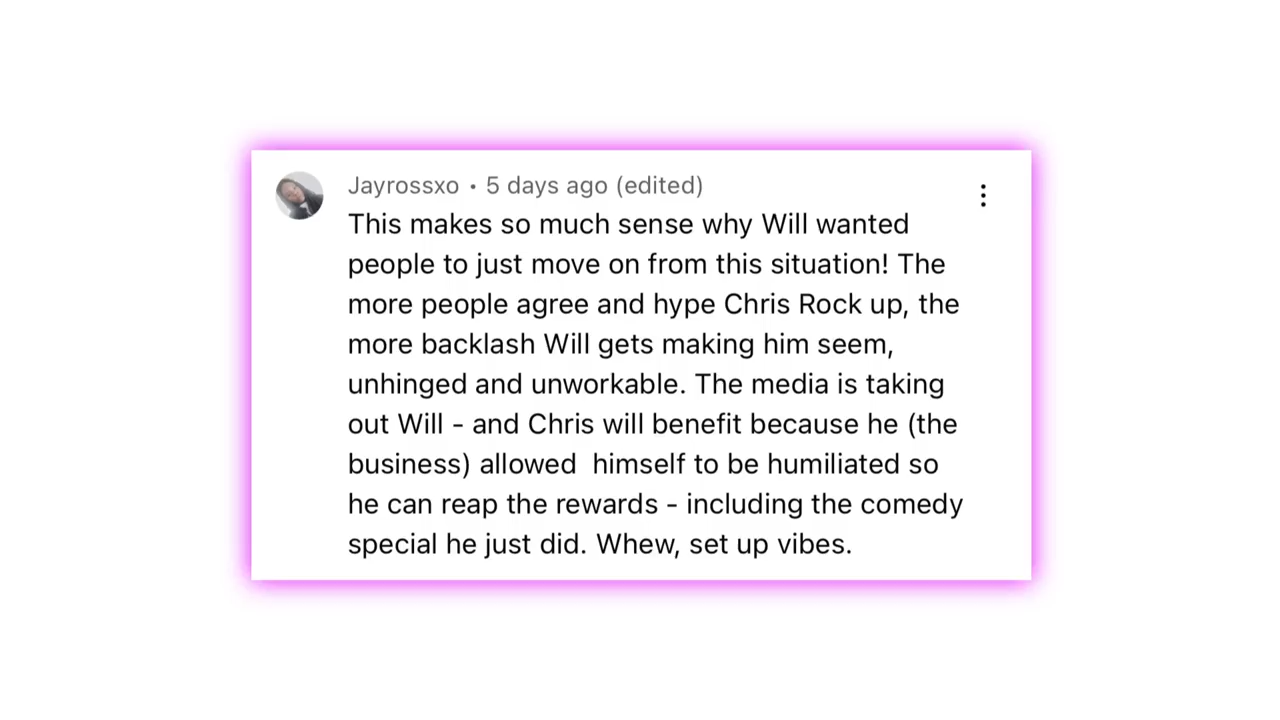 Jayrossxo • 5 days ago (edited)
This makes so much sense why Will wanted
people to just move on from this situation! The
more people agree and hype Chris Rock up, the
more backlash Will gets making him seem,
unhinged and unworkable. The media is taking
out Will - and Chris will benefit because he (the
business) allowed  himself to be humiliated so
he can reap the rewards - including the comedy
special he just did. Whew, set up vibes.